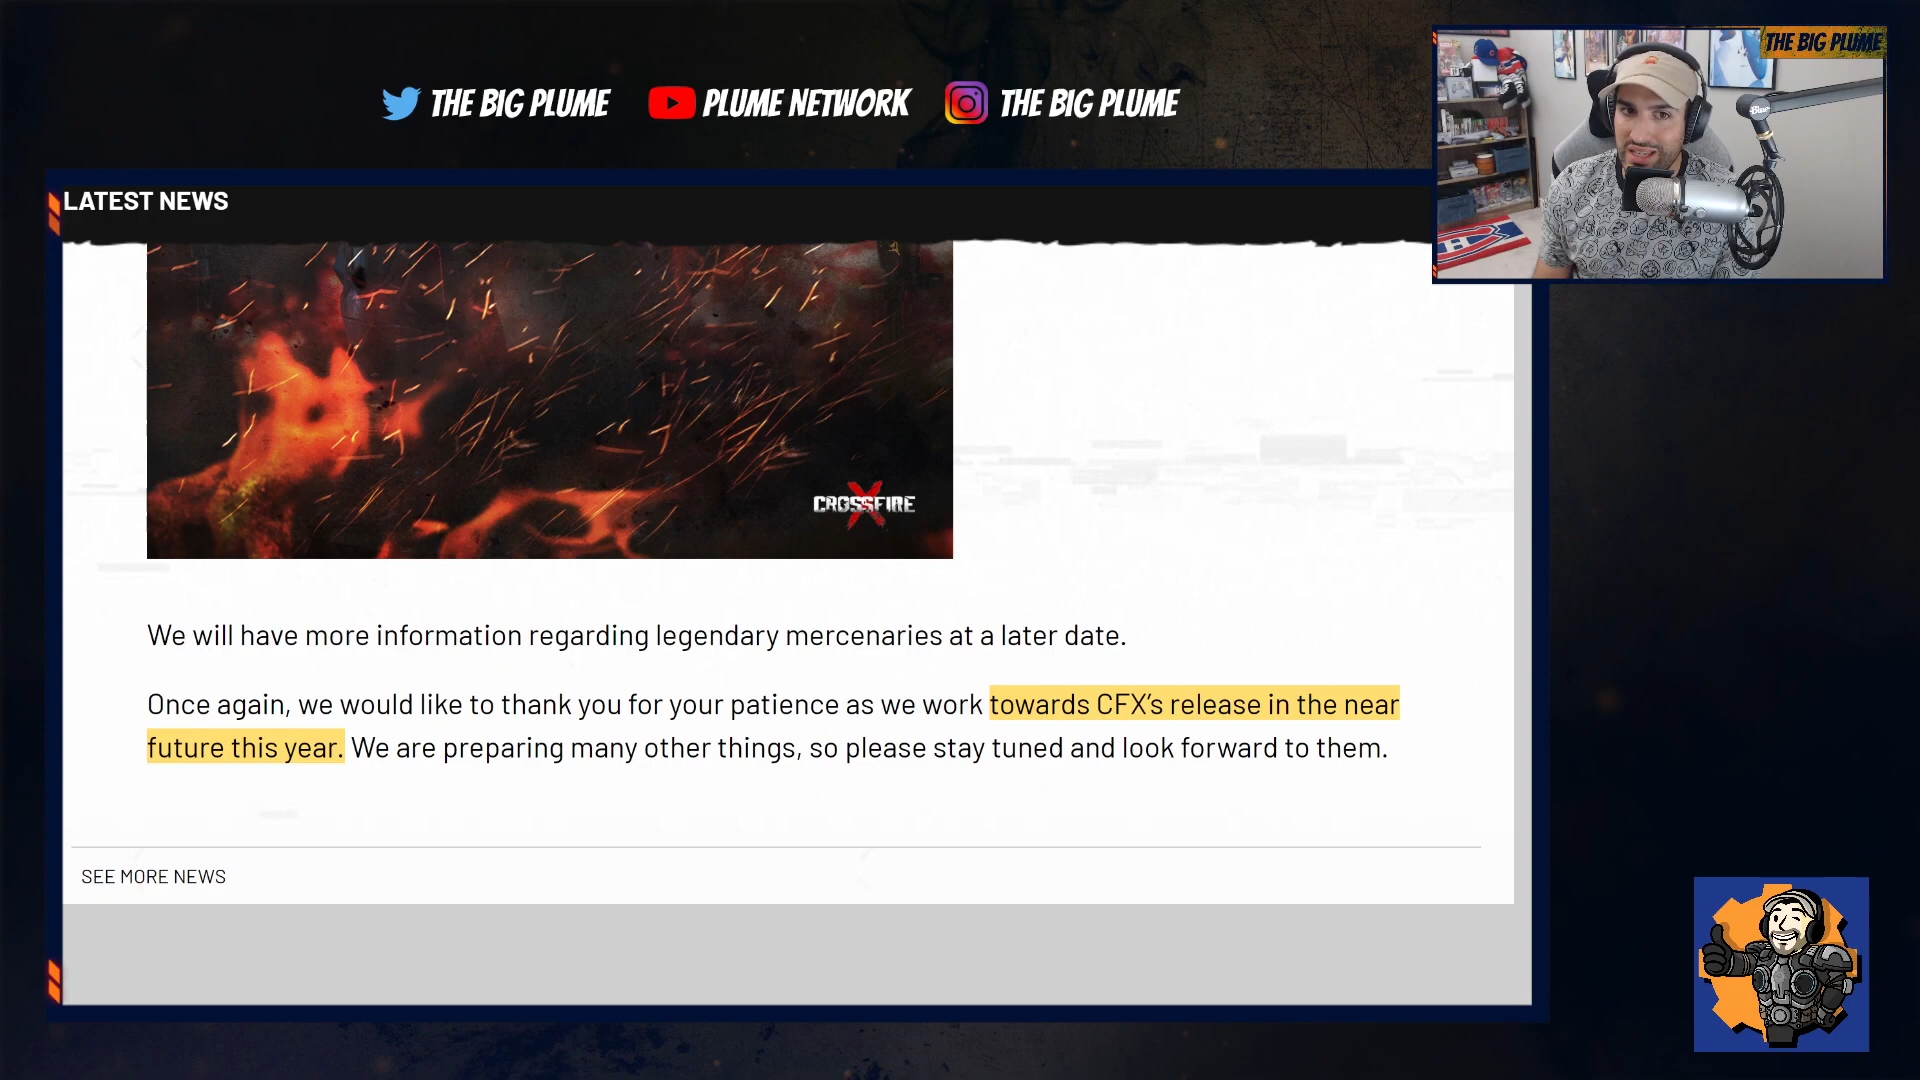 THE BIG PLUME
PLUME NETWORK
THE BIG PLUME
THE BIG PLUME
LATEST NEWS
CROSSFIRE X
We will have more information regarding legendary mercenaries at a later date.
Once again, we would like to thank you for your patience as we work towards CFX's release in the near
future this year. We are preparing many other things, so please stay tuned and look forward to them.
SEE MORE NEWS